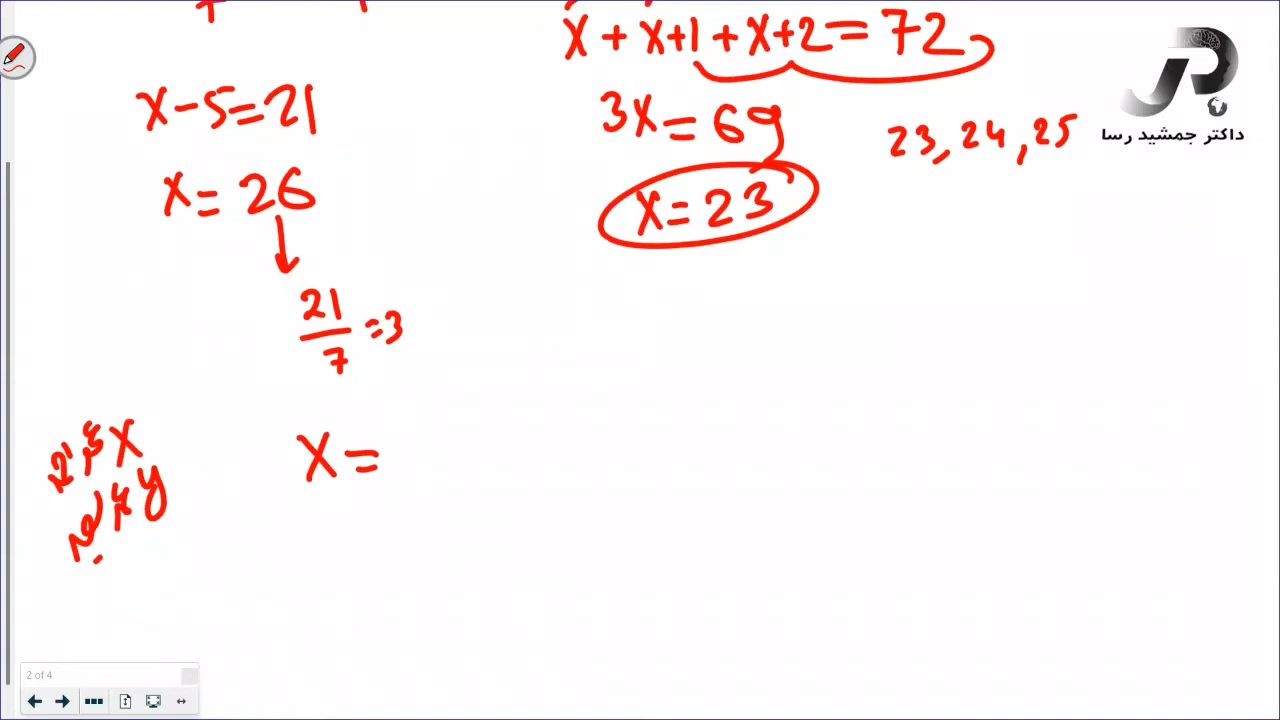 x + x+1 + x+2 = 72
x-5=21
3x = 69
23, 24, 25
داکتر جمشید رسا
x = 26
x = 23
21/7 = 3
x
x =
y
2 of 4